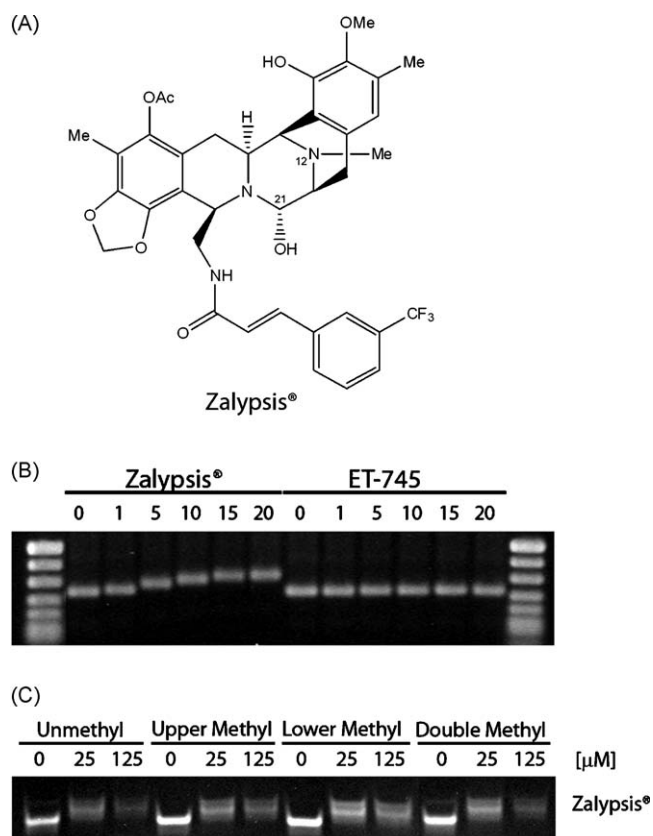 (A)
OMe
HO
Me
OAc
H
Me
N
12
Me
N
21
O
O
OH
NH
O
CF3
Zalypsis®
(B)
Zalypsis® ET-745
0 1 5 10 15 20 0 1 5 10 15 20
(C)
Unmethyl Upper Methyl Lower Methyl Double Methyl
0 25 125 0 25 125 0 25 125 0 25 125 [μM]
Zalypsis®